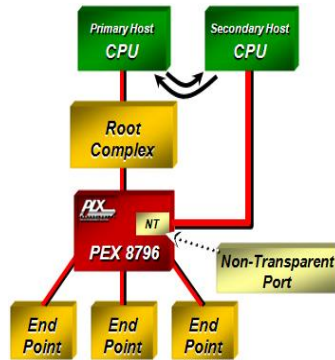 Primary Host
CPU
Secondary Host
CPU
Root
Complex
PLX
NT
PEX 8796
Non-Transparent
Port
End
Point
End
Point
End
Point